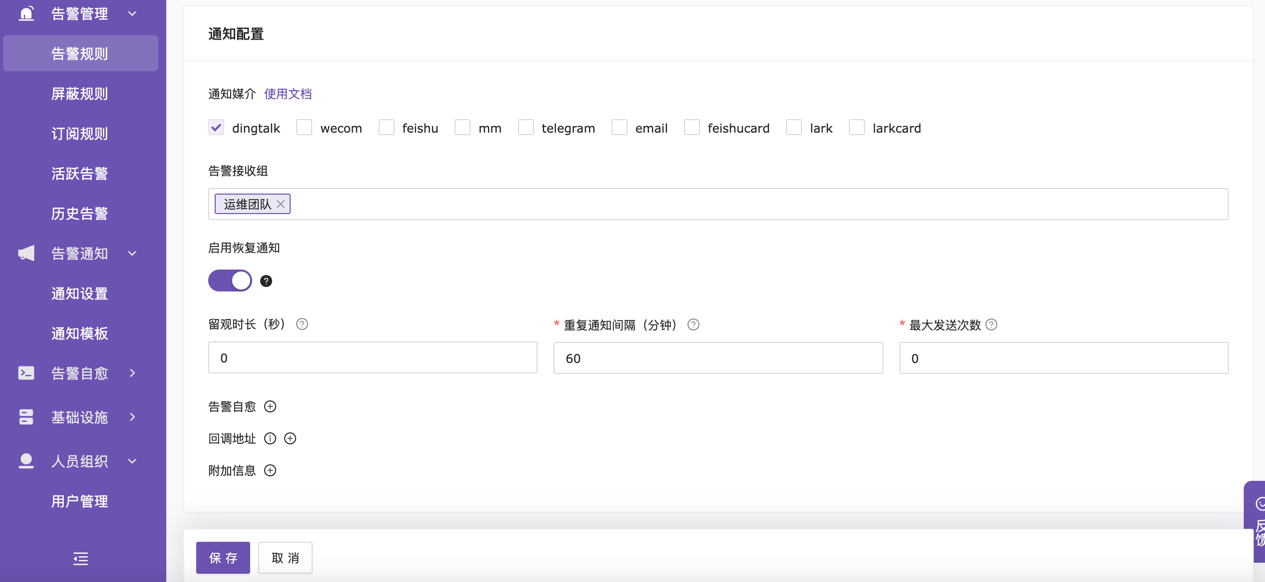 告警管理
告警规则
屏蔽规则
订阅规则
活跃告警
历史告警
告警通知
通知设置
通知模板
告警自愈
基础设施
人员组织
用户管理
通知配置
通知媒介 使用文档
dingtalk wecom feishu mm telegram email feishucard lark larkcard
告警接收组
运维团队
启用恢复通知
留观时长（秒） * 重复通知间隔（分钟） * 最大发送次数
0 60 0
告警自愈
回调地址
附加信息
保 存 取 消
反馈